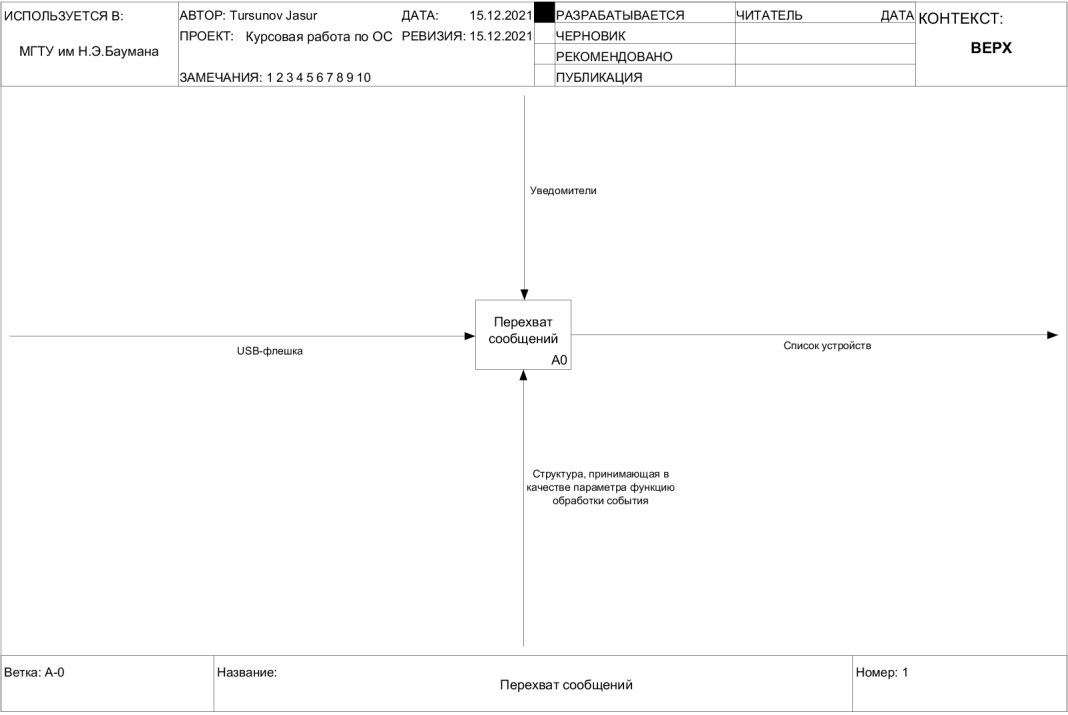 ИСПОЛЬЗУЕТСЯ В:
МГТУ им Н.Э.Баумана
АВТОР: Tursunov Jasur ДАТА: 15.12.2021
ПРОЕКТ: Курсовая работа по ОС РЕВИЗИЯ: 15.12.2021
ЗАМЕЧАНИЯ: 1 2 3 4 5 6 7 8 9 10
РАЗРАБАТЫВАЕТСЯ
ЧЕРНОВИК
РЕКОМЕНДОВАНО
ПУБЛИКАЦИЯ
ЧИТАТЕЛЬ ДАТА
КОНТЕКСТ:
ВЕРХ
Уведомители
Перехват
сообщений
A0
USB-флешка
Список устройств
Структура, принимающая в
качестве параметра функцию
обработки события
Ветка: A-0
Название:
Перехват сообщений
Номер: 1